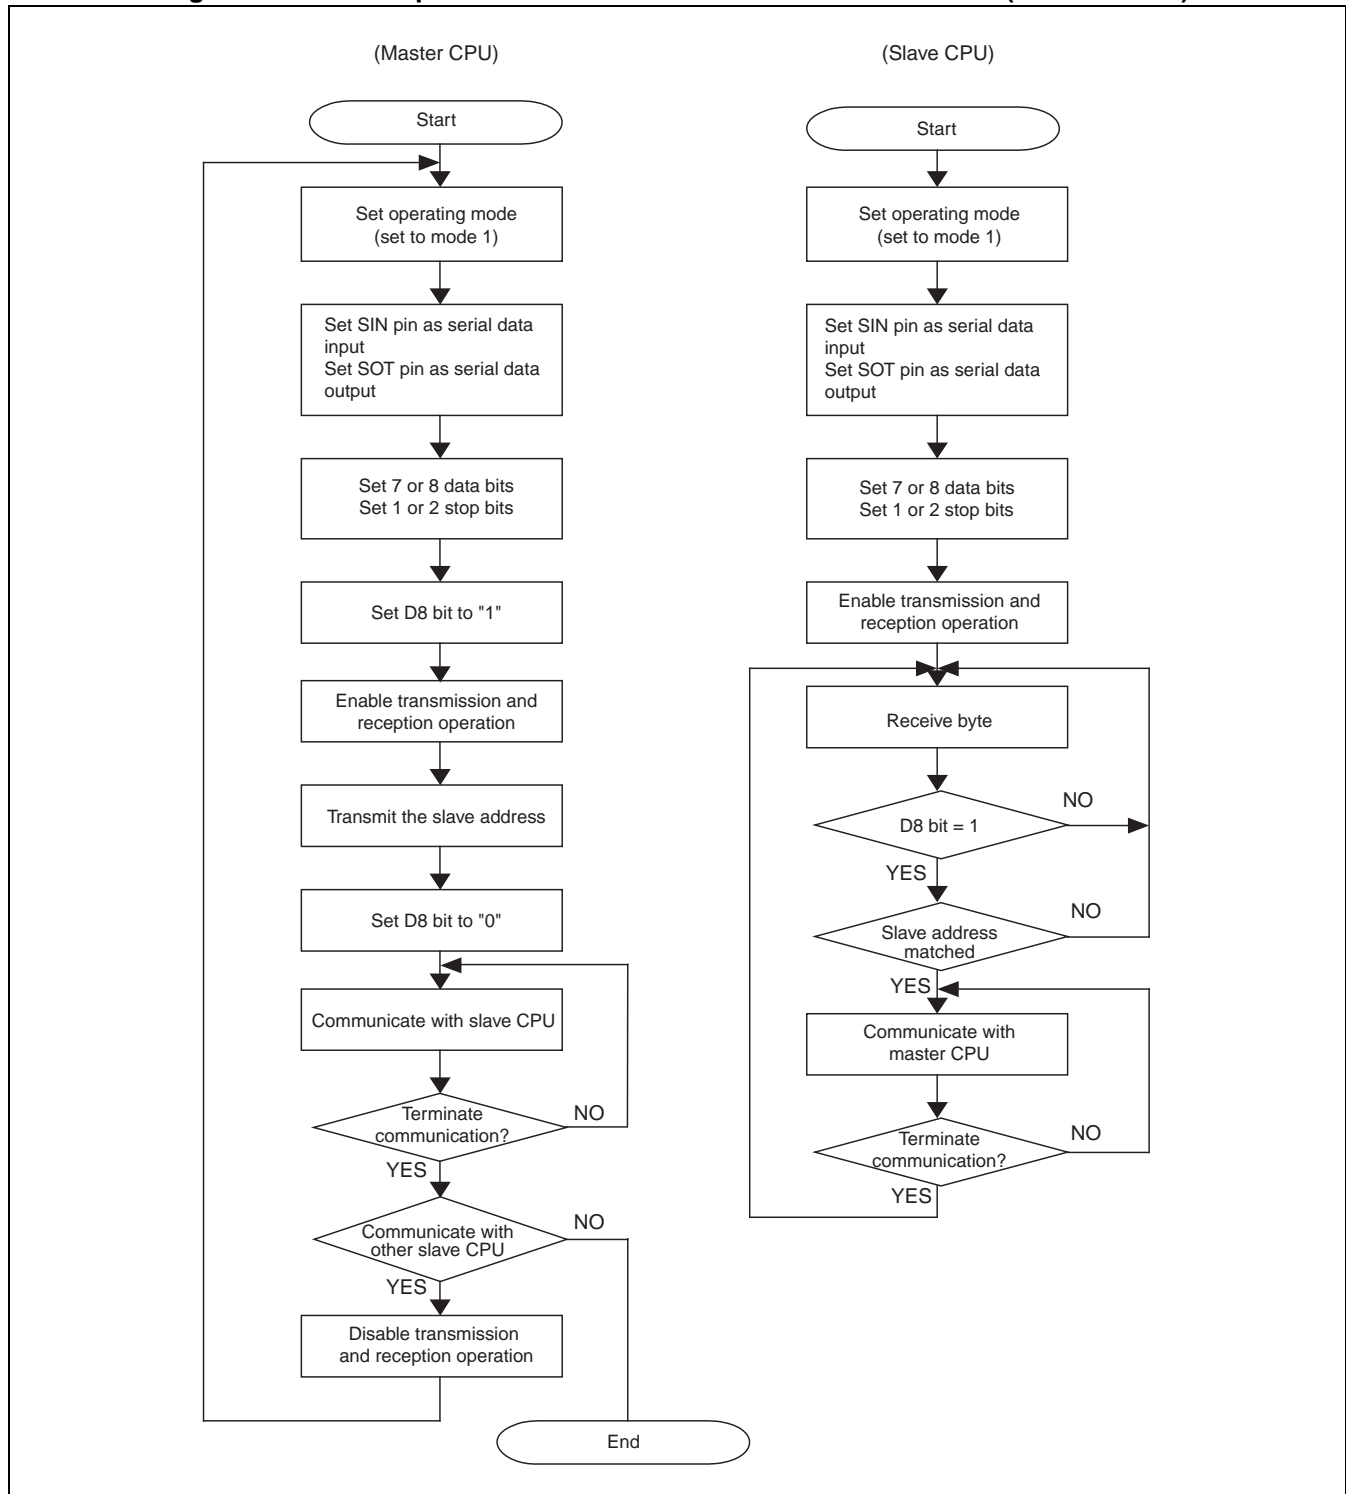 (Master CPU)
Start
Set operating mode
(set to mode 1)
Set SIN pin as serial data
input
Set SOT pin as serial data
output
Set 7 or 8 data bits
Set 1 or 2 stop bits
Set D8 bit to "1"
Enable transmission and
reception operation
Transmit the slave address
Set D8 bit to "0"
Communicate with slave CPU
Terminate
communication?
NO
YES
Communicate with
other slave CPU
NO
YES
Disable transmission
and reception operation
End
(Slave CPU)
Start
Set operating mode
(set to mode 1)
Set SIN pin as serial data
input
Set SOT pin as serial data
output
Set 7 or 8 data bits
Set 1 or 2 stop bits
Enable transmission and
reception operation
Receive byte
D8 bit = 1
NO
YES
Slave address
matched
NO
YES
Communicate with
master CPU
Terminate
communication?
NO
YES